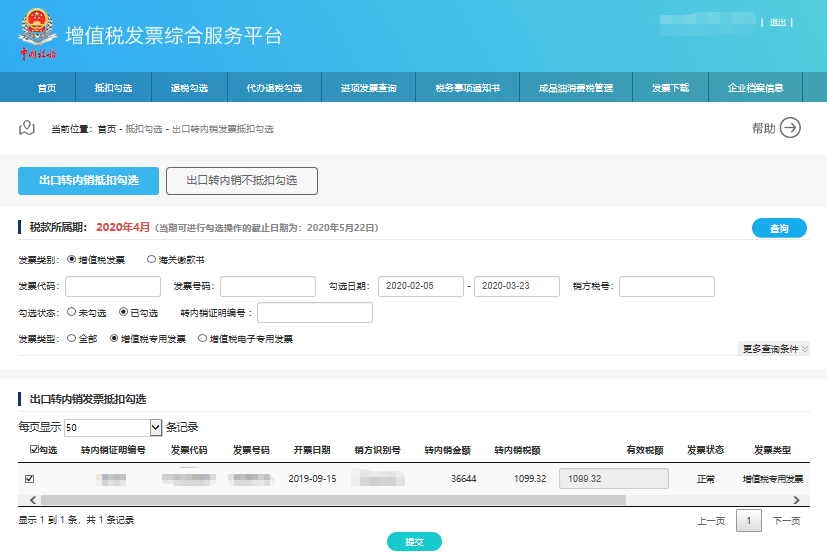 中国税务
增值税发票综合服务平台 | 退出 |
首页 抵扣勾选 退税勾选 代办退税勾选 进项发票查询 税务事项通知书 成品油消费税管理 发票下载 企业档案信息
当前位置：首页 - 抵扣勾选 - 出口转内销发票抵扣勾选 帮助
出口转内销抵扣勾选 出口转内销不抵扣勾选
税款所属期： 2020年4月 (当期可进行勾选操作的截止日期为：2020年5月22日) 查询
发票类别： 增值税发票 海关缴款书
发票代码： 发票号码： 勾选日期： 2020-02-05 - 2020-03-23 销方税号：
勾选状态： 未勾选 已勾选 转内销证明编号：
发票类型： 全部 增值税专用发票 增值税电子专用发票
更多查询条件
出口转内销发票抵扣勾选
每页显示 50 条记录
勾选 转内销证明编号 发票代码 发票号码 开票日期 销方识别号 转内销金额 转内销税额 有效税额 发票状态 发票类型
2019-09-15 36644 1099.32 1099.32 正常 增值税专用发票
显示 1 到 1 条，共 1 条记录 上一页 1 下一页
提交